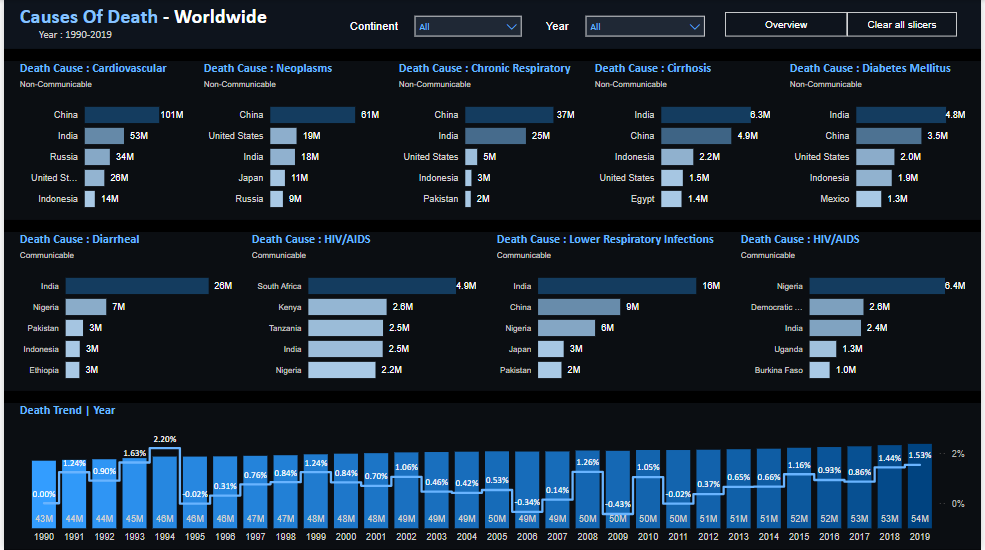 Causes Of Death - Worldwide
Year : 1990-2019
Continent All Year All Overview Clear all slicers
Death Cause : Cardiovascular
Non-Communicable
China 101M
India 53M
Russia 34M
United St... 26M
Indonesia 14M
Death Cause : Neoplasms
Non-Communicable
China 61M
United States 19M
India 18M
Japan 11M
Russia 9M
Death Cause : Chronic Respiratory
Non-Communicable
China 37M
India 25M
United States 5M
Indonesia 3M
Pakistan 2M
Death Cause : Cirrhosis
Non-Communicable
India 6.3M
China 4.9M
Indonesia 2.2M
United States 1.5M
Egypt 1.4M
Death Cause : Diabetes Mellitus
Non-Communicable
India 4.8M
China 3.5M
United States 2.0M
Indonesia 1.9M
Mexico 1.3M
Death Cause : Diarrheal
Communicable
India 26M
Nigeria 7M
Pakistan 3M
Indonesia 3M
Ethiopia 3M
Death Cause : HIV/AIDS
Communicable
South Africa 4.9M
Kenya 2.6M
Tanzania 2.5M
India 2.5M
Nigeria 2.2M
Death Cause : Lower Respiratory Infections
Communicable
India 16M
China 9M
Nigeria 6M
Japan 3M
Pakistan 2M
Death Cause : HIV/AIDS
Communicable
Nigeria 6.4M
Democratic ... 2.6M
India 2.4M
Uganda 1.3M
Burkina Faso 1.0M
Death Trend | Year
0.00% 1.24% 0.90% 1.63% 2.20% -0.02% 0.31% 0.76% 0.84% 1.24% 0.84% 0.70% 1.06% 0.46% 0.42% 0.53% -0.34% 0.14% 1.26% -0.43% 1.05% -0.02% 0.37% 0.65% 0.66% 1.16% 0.93% 0.86% 1.44% 1.53%
2%
0%
43M 44M 44M 45M 46M 46M 46M 47M 47M 48M 48M 48M 49M 49M 49M 50M 49M 49M 50M 50M 50M 50M 51M 51M 51M 52M 52M 53M 53M 54M
1990 1991 1992 1993 1994 1995 1996 1997 1998 1999 2000 2001 2002 2003 2004 2005 2006 2007 2008 2009 2010 2011 2012 2013 2014 2015 2016 2017 2018 2019